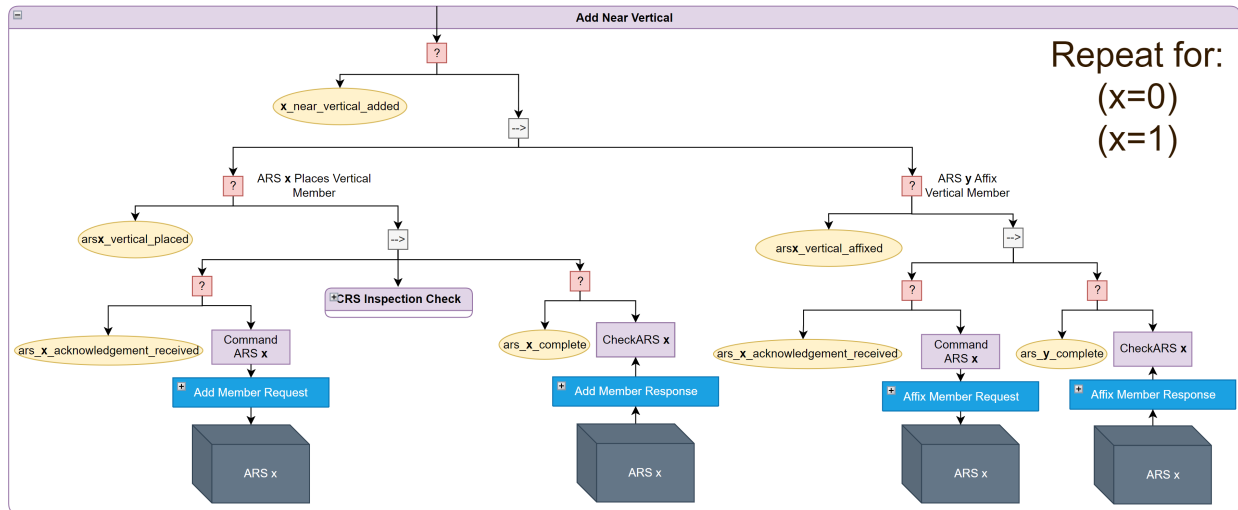 Add Near Vertical
Repeat for:
(x=0)
(x=1)
?
x_near_vertical_added
-->
?
ARS x Places Vertical
Member
?
ARS y Affix
Vertical Member
arsx_vertical_placed
-->
arsx_vertical_affixed
-->
?
CRS Inspection Check
?
?
?
ars_x_acknowledgement_received
Command
ARS x
ars_x_complete
CheckARS x
ars_x_acknowledgement_received
Command
ARS x
ars_y_complete
CheckARS x
Add Member Request
Add Member Response
Affix Member Request
Affix Member Response
ARS x
ARS x
ARS x
ARS x